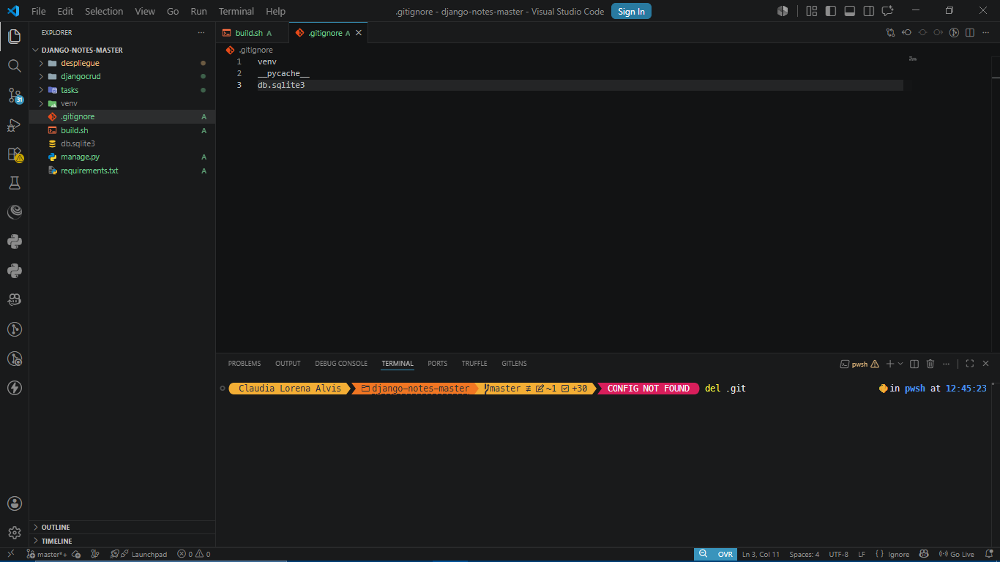 File Edit Selection View Go Run Terminal Help
.gitignore - django-notes-master - Visual Studio Code
Sign In
EXPLORER
DJANGO-NOTES-MASTER
despliegue
djangocrud
tasks
venv
.gitignore A
build.sh A
db.sqlite3
manage.py A
requirements.txt A
OUTLINE
TIMELINE
31
build.sh A
.gitignore A
.gitignore
1 venv
2 __pycache__
3 db.sqlite3
PROBLEMS OUTPUT DEBUG CONSOLE TERMINAL PORTS TRUFFLE GITLENS
pwsh
Claudia Lorena Alvis django-notes-master master ≢ ~1 +30 CONFIG NOT FOUND del .git
in pwsh at 12:45:23
master*+ Launchpad 0 0
OVR Ln 3, Col 11 Spaces: 4 UTF-8 LF { } Ignore Go Live